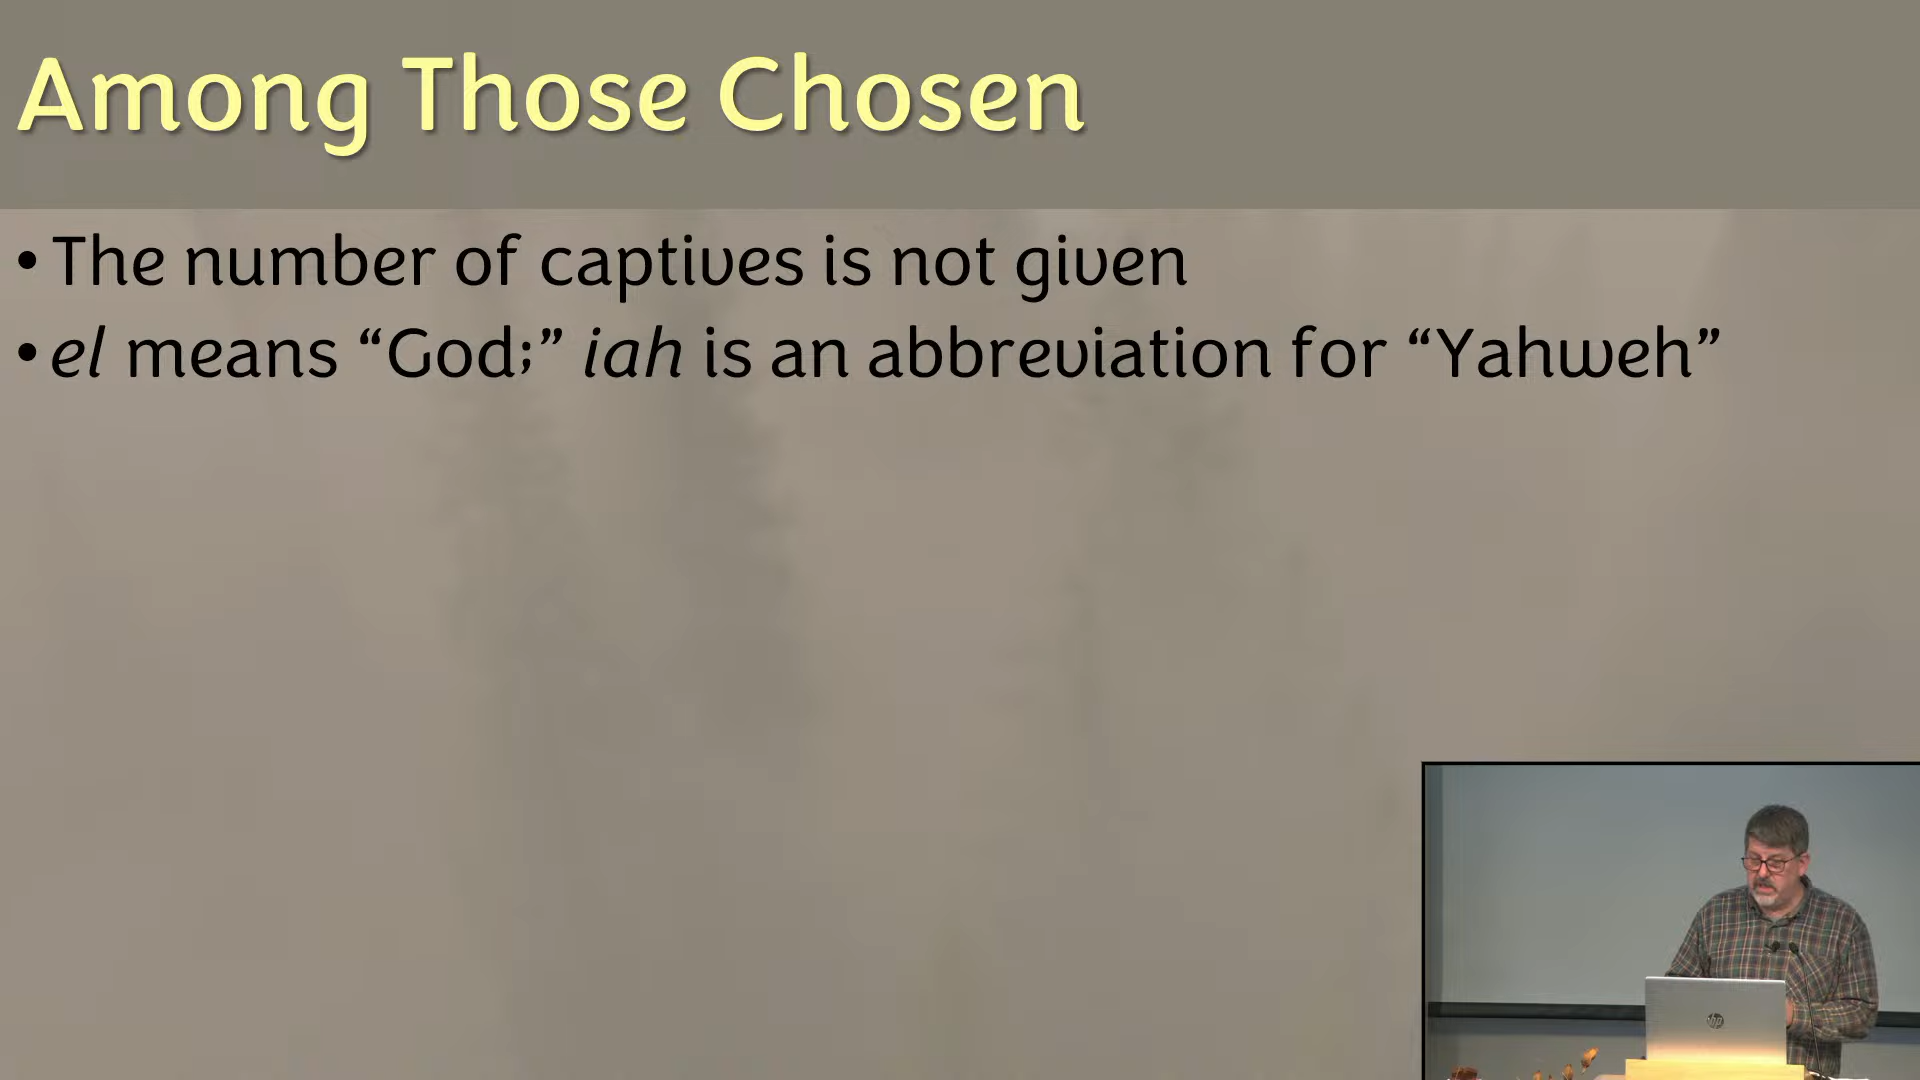 Among Those Chosen
• The number of captives is not given
• el means “God;” iah is an abbreviation for “Yahweh”
hp